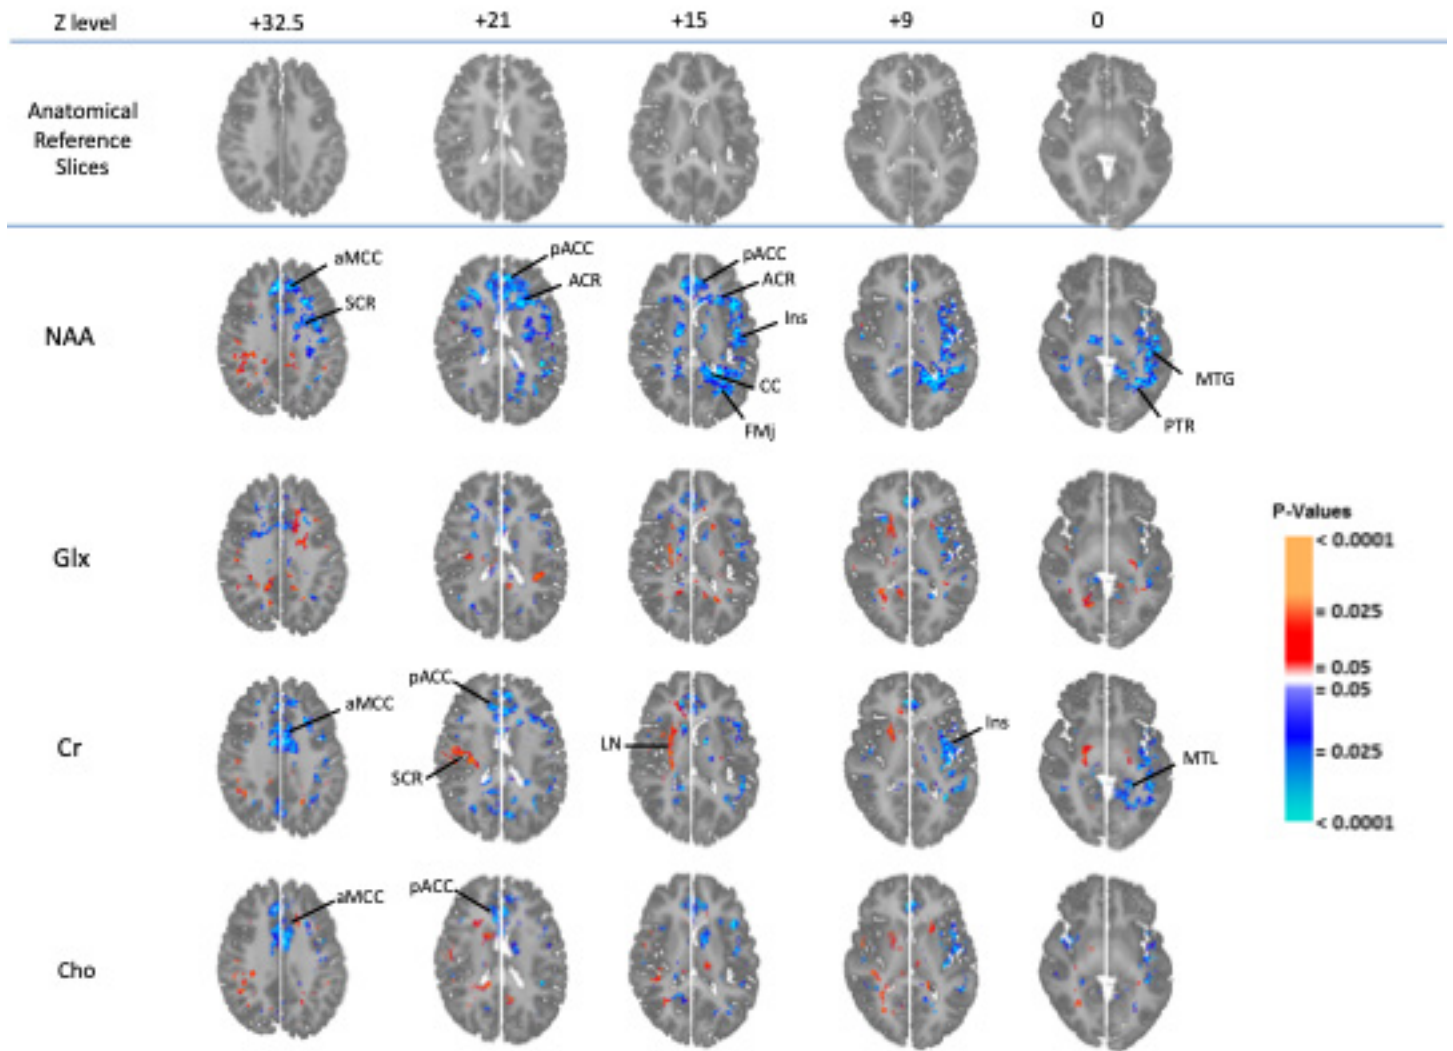 Z level +32.5 +21 +15 +9 0
Anatomical
Reference
Slices
pACC pACC
aMCC ACR ACR
SCR Ins
NAA
CC MTG
FMj PTR
P-Values
< 0.0001
Glx
= 0.025
= 0.05
= 0.05
pACC
aMCC Ins
Cr LN = 0.025
SCR MTL
< 0.0001
pACC
aMCC
Cho